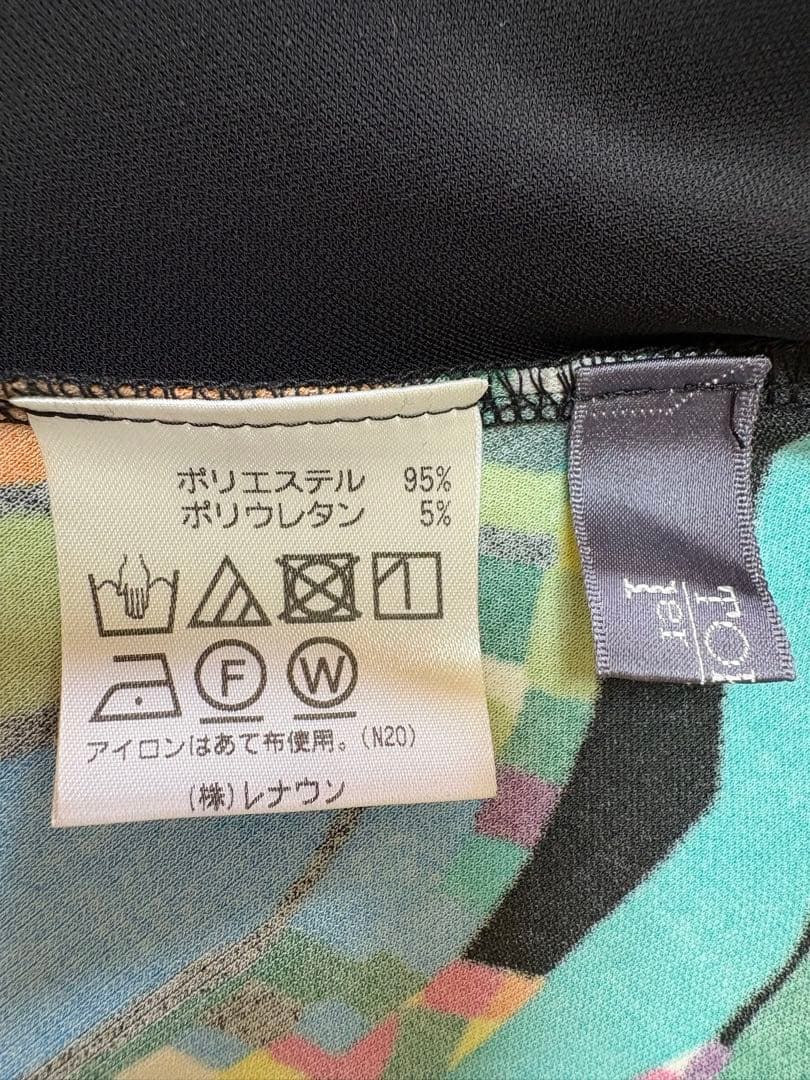 ポリエステル 95%
ポリウレタン 5%
F
W
アイロンはあて布使用。(N20)
(株)レナウン